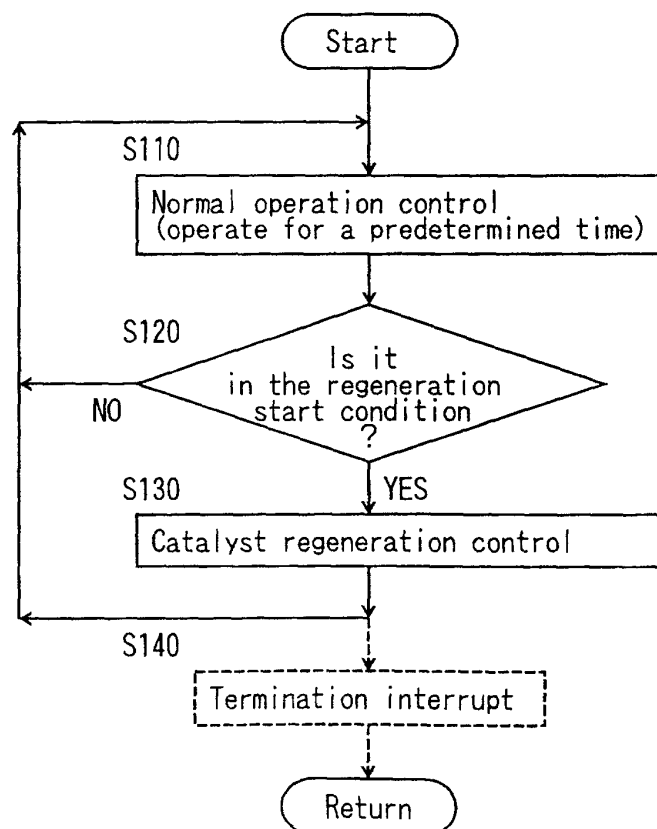 Start
S110
Normal operation control
(operate for a predetermined time)
S120
Is it
in the regeneration
start condition
?
NO
YES
S130
Catalyst regeneration control
S140
Termination interrupt
Return